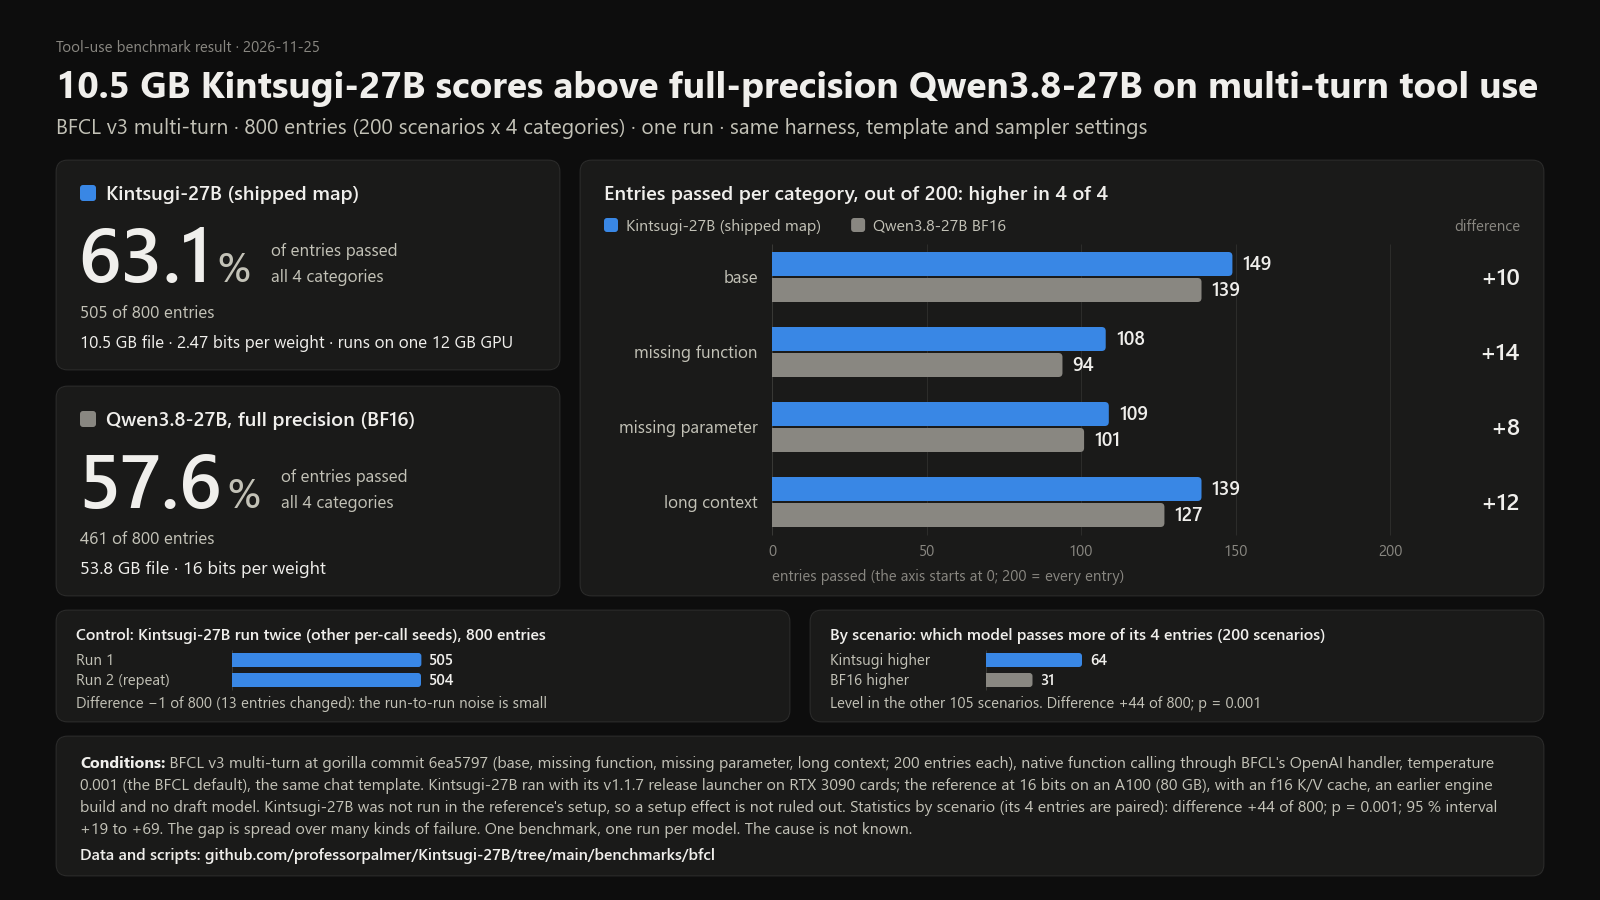 Tool-use benchmark result · 2026-11-25
10.5 GB Kintsugi-27B scores above full-precision Qwen3.8-27B on multi-turn tool use
BFCL v3 multi-turn · 800 entries (200 scenarios x 4 categories) · one run · same harness, template and sampler settings
Kintsugi-27B (shipped map)
63.1 %
of entries passed
all 4 categories
505 of 800 entries
10.5 GB file · 2.47 bits per weight · runs on one 12 GB GPU
Qwen3.8-27B, full precision (BF16)
57.6 %
of entries passed
all 4 categories
461 of 800 entries
53.8 GB file · 16 bits per weight
Entries passed per category, out of 200: higher in 4 of 4
Kintsugi-27B (shipped map) Qwen3.8-27B BF16 difference
base 149 139 +10
missing function 108 94 +14
missing parameter 109 101 +8
long context 139 127 +12
0 50 100 150 200
entries passed (the axis starts at 0; 200 = every entry)
Control: Kintsugi-27B run twice (other per-call seeds), 800 entries
Run 1 505
Run 2 (repeat) 504
Difference −1 of 800 (13 entries changed): the run-to-run noise is small
By scenario: which model passes more of its 4 entries (200 scenarios)
Kintsugi higher 64
BF16 higher 31
Level in the other 105 scenarios. Difference +44 of 800; p = 0.001
Conditions: BFCL v3 multi-turn at gorilla commit 6ea5797 (base, missing function, missing parameter, long context; 200 entries each), native function calling through BFCL's OpenAI handler, temperature
0.001 (the BFCL default), the same chat template. Kintsugi-27B ran with its v1.1.7 release launcher on RTX 3090 cards; the reference at 16 bits on an A100 (80 GB), with an f16 K/V cache, an earlier engine
build and no draft model. Kintsugi-27B was not run in the reference's setup, so a setup effect is not ruled out. Statistics by scenario (its 4 entries are paired): difference +44 of 800; p = 0.001; 95 % interval
+19 to +69. The gap is spread over many kinds of failure. One benchmark, one run per model. The cause is not known.
Data and scripts: github.com/professorpalmer/Kintsugi-27B/tree/main/benchmarks/bfcl